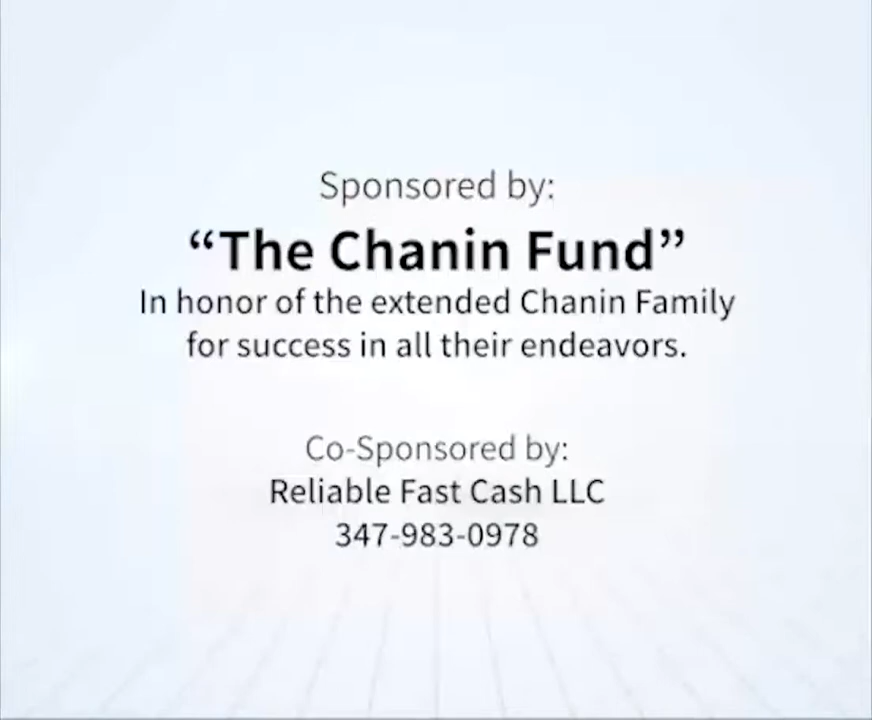 Sponsored by:
“The Chanin Fund”
In honor of the extended Chanin Family
for success in all their endeavors.
Co-Sponsored by:
Reliable Fast Cash LLC
347-983-0978